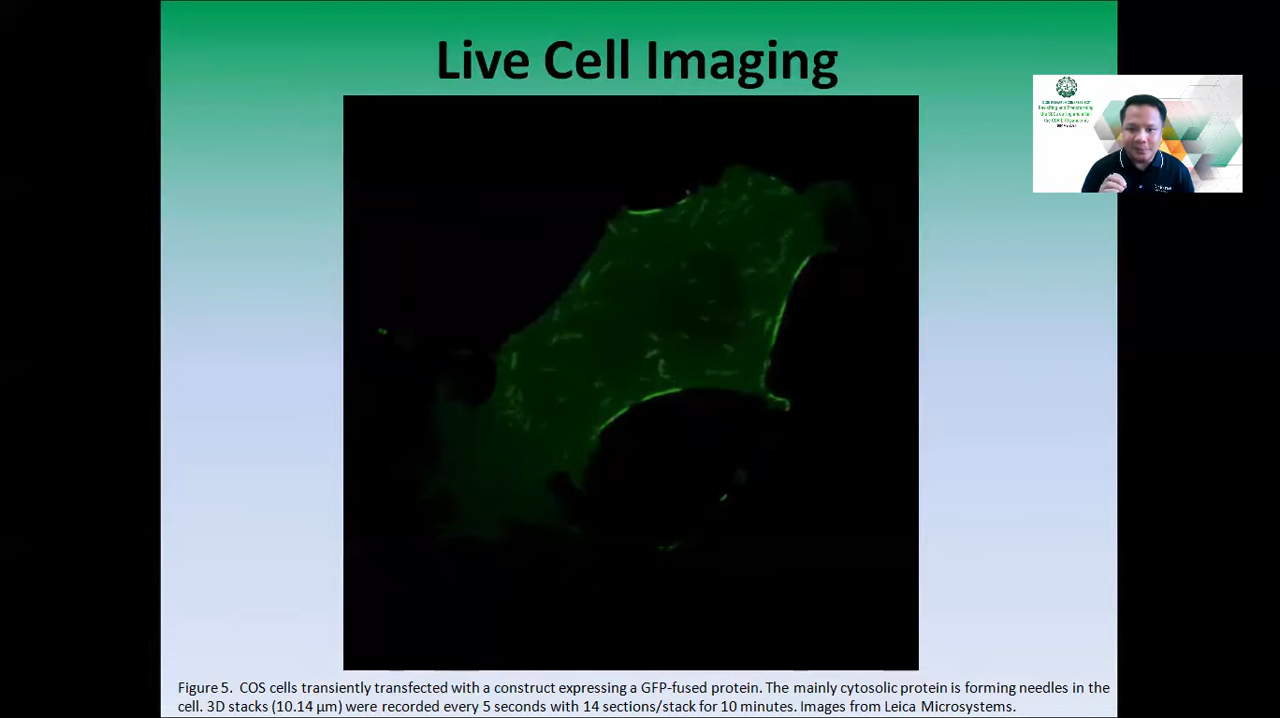 Live Cell Imaging
Figure 5. COS cells transiently transfected with a construct expressing a GFP-fused protein. The mainly cytosolic protein is forming needles in the
cell. 3D stacks (10.14 µm) were recorded every 5 seconds with 14 sections/stack for 10 minutes. Images from Leica Microsystems.